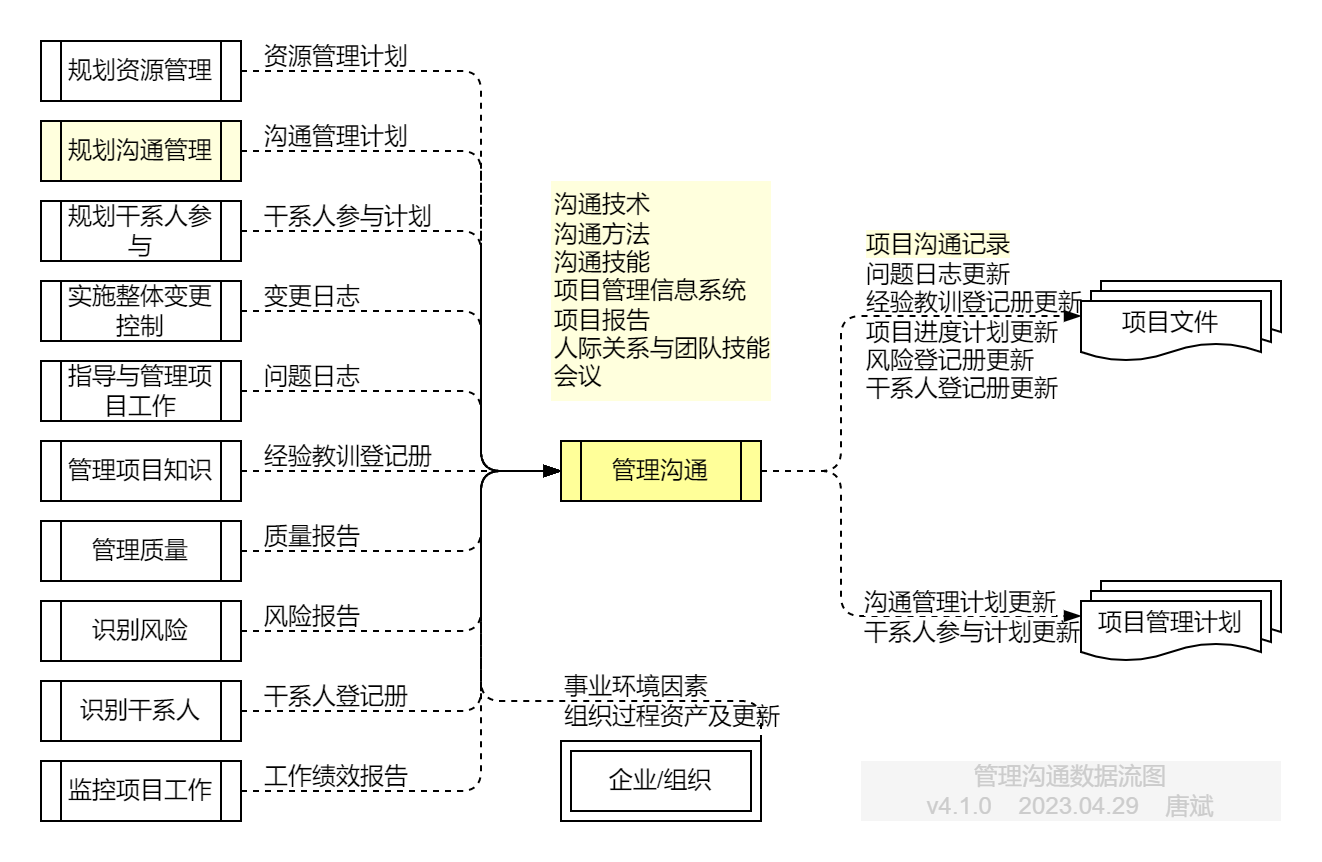 规划资源管理
资源管理计划
规划沟通管理
沟通管理计划
规划干系人参
与
干系人参与计划
实施整体变更
控制
变更日志
指导与管理项
目工作
问题日志
管理项目知识
经验教训登记册
管理质量
质量报告
识别风险
风险报告
识别干系人
干系人登记册
监控项目工作
工作绩效报告
沟通技术
沟通方法
沟通技能
项目管理信息系统
项目报告
人际关系与团队技能
会议
管理沟通
事业环境因素
组织过程资产及更新
企业/组织
项目沟通记录
问题日志更新
经验教训登记册更新
项目进度计划更新
风险登记册更新
干系人登记册更新
项目文件
沟通管理计划更新
干系人参与计划更新
项目管理计划
管理沟通数据流图
v4.1.0 2023.04.29 唐斌